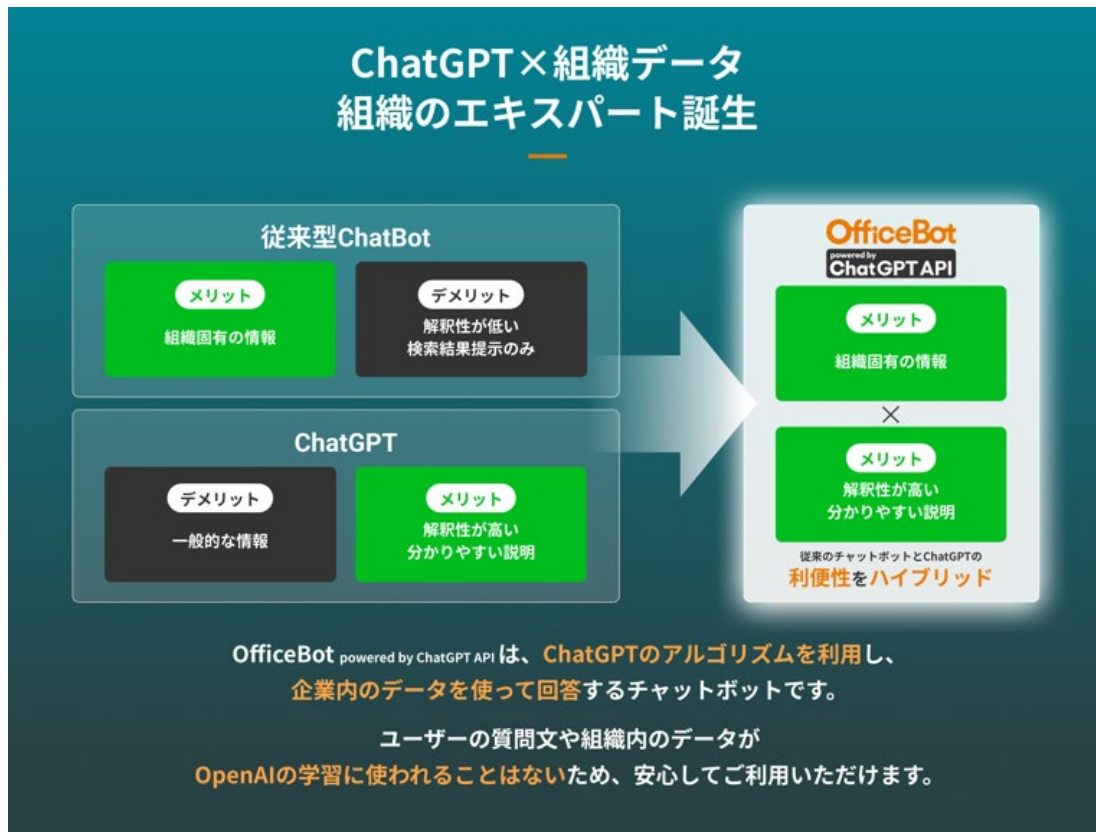 ChatGPT×組織データ
組織のエキスパート誕生
従来型ChatBot
メリット
組織固有の情報
デメリット
解釈性が低い
検索結果提示のみ
ChatGPT
デメリット
一般的な情報
メリット
解釈性が高い
分かりやすい説明
OfficeBot
powered by
ChatGPT API
メリット
組織固有の情報
×
メリット
解釈性が高い
分かりやすい説明
従来のチャットボットとChatGPTの
利便性をハイブリッド
OfficeBot powered by ChatGPT API は、ChatGPTのアルゴリズムを利用し、
企業内のデータを使って回答するチャットボットです。
ユーザーの質問文や組織内のデータが
OpenAIの学習に使われることはないため、安心してご利用いただけます。